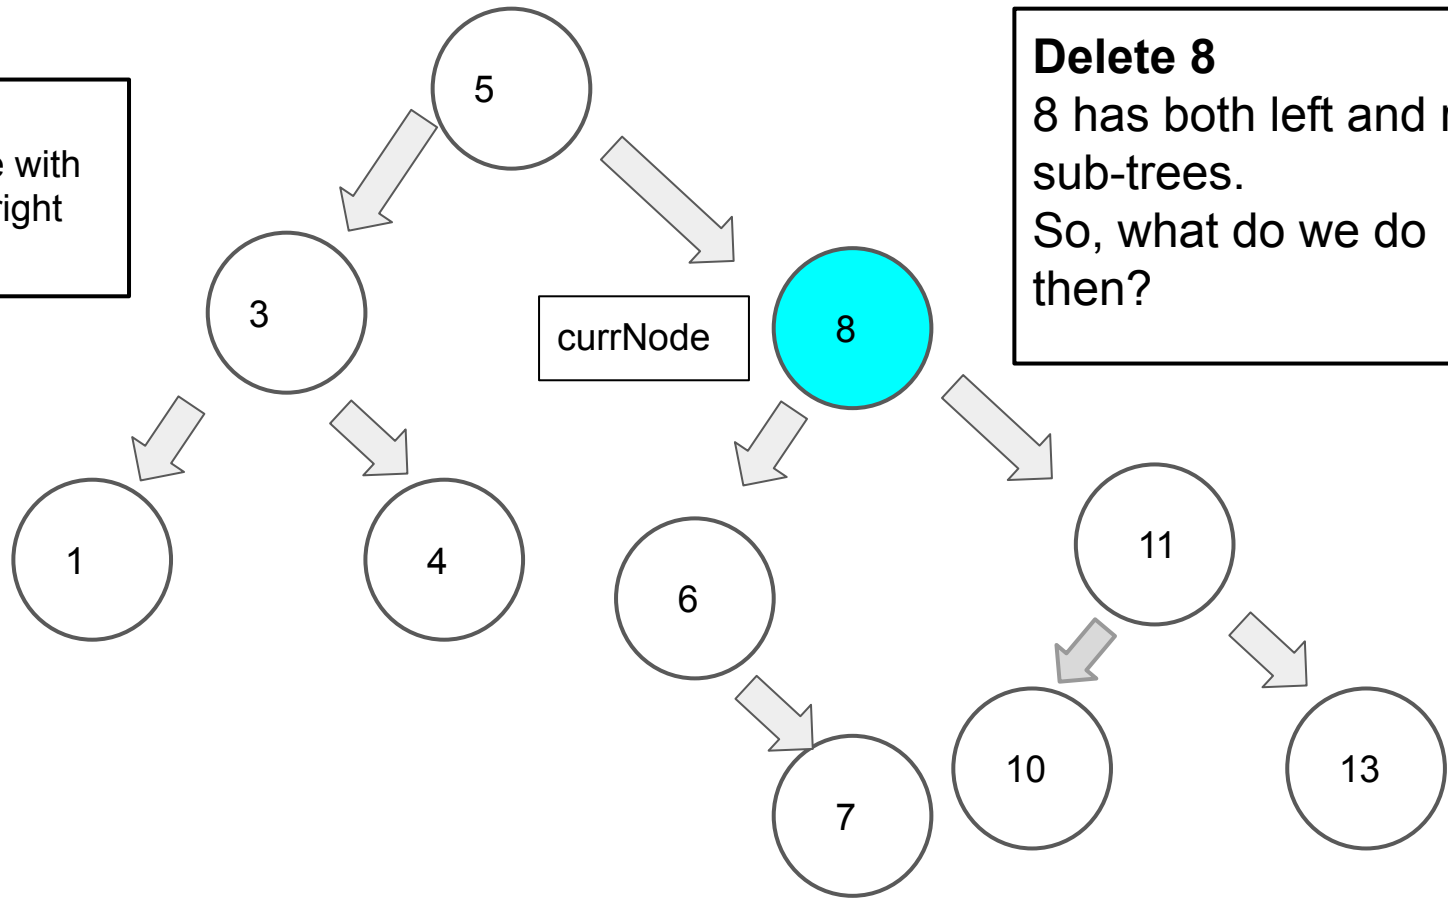 5
Delete 8
8 has both left and
sub-trees.
So, what do we do
then?
with
right
3
currNode
8
1
4
6
11
7
10
13